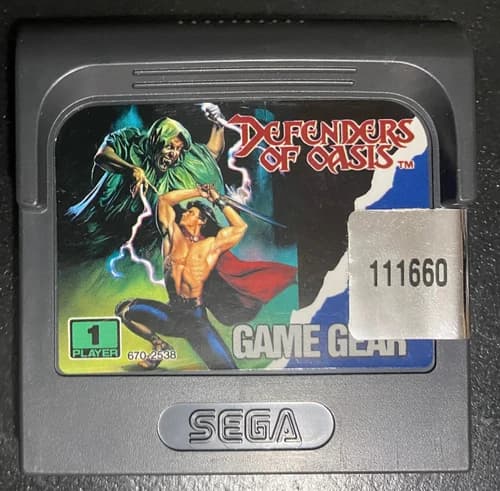 DEFENDERS
OF OASIS™
111660
1
PLAYER
670-2538
GAME GEAR
SEGA